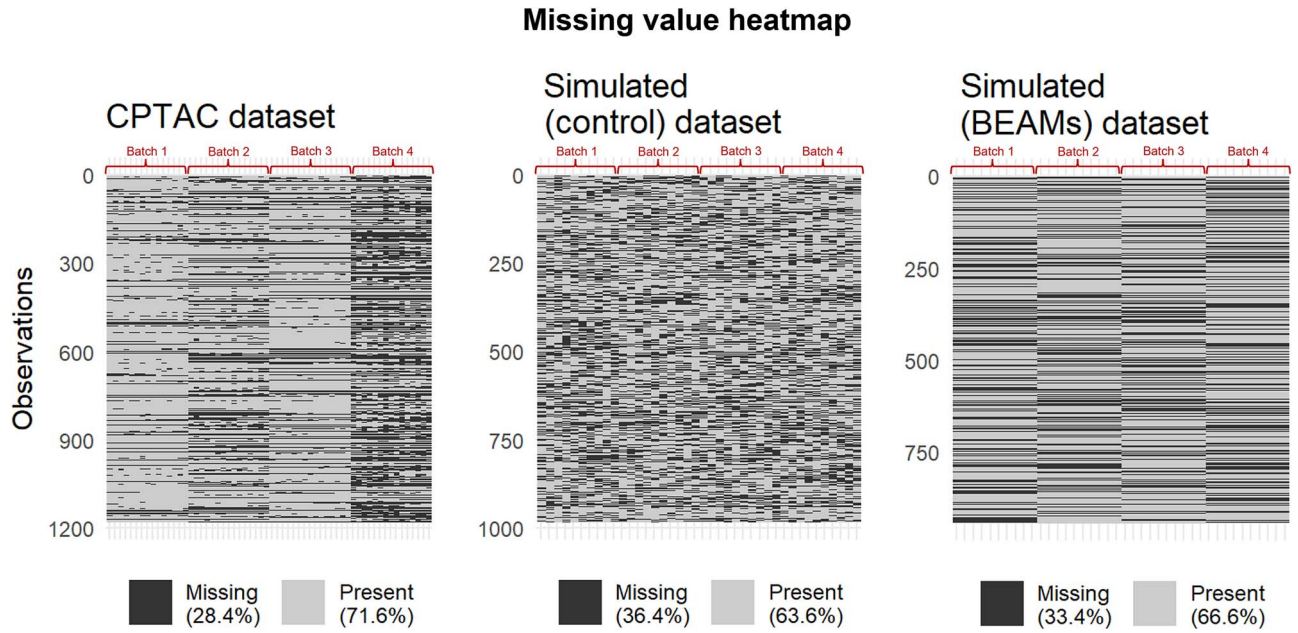 Missing value heatmap
CPTAC dataset
Batch 1 Batch 2 Batch 3 Batch 4
Observations
0
300
600
900
1200
Missing
(28.4%)
Present
(71.6%)
Simulated
(control) dataset
Batch 1 Batch 2 Batch 3 Batch 4
0
250
500
750
1000
Missing
(36.4%)
Present
(63.6%)
Simulated
(BEAMs) dataset
Batch 1 Batch 2 Batch 3 Batch 4
0
250
500
750
Missing
(33.4%)
Present
(66.6%)